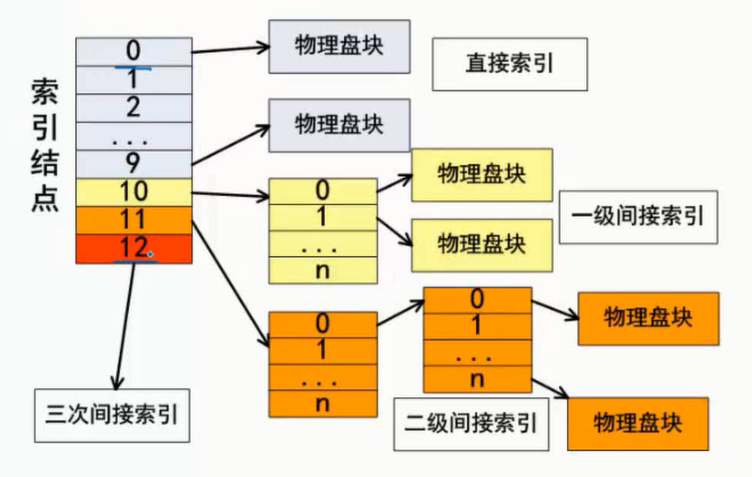 索引结点
0
1
2
...
9
10
11
12
物理盘块
物理盘块
直接索引
0
1
...
n
物理盘块
物理盘块
一级间接索引
0
1
...
n
0
1
...
n
物理盘块
物理盘块
二级间接索引
三次间接索引